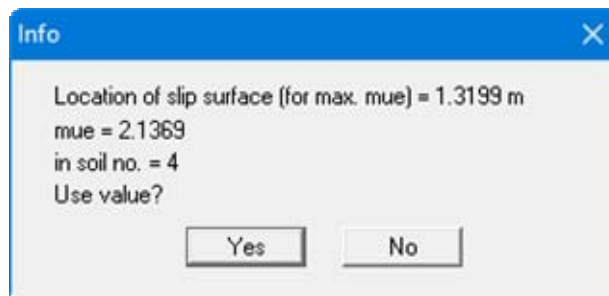 Info
Location of slip surface (for max. mue) = 1.3199 m
mue = 2.1369
in soil no. = 4
Use value?
Yes No